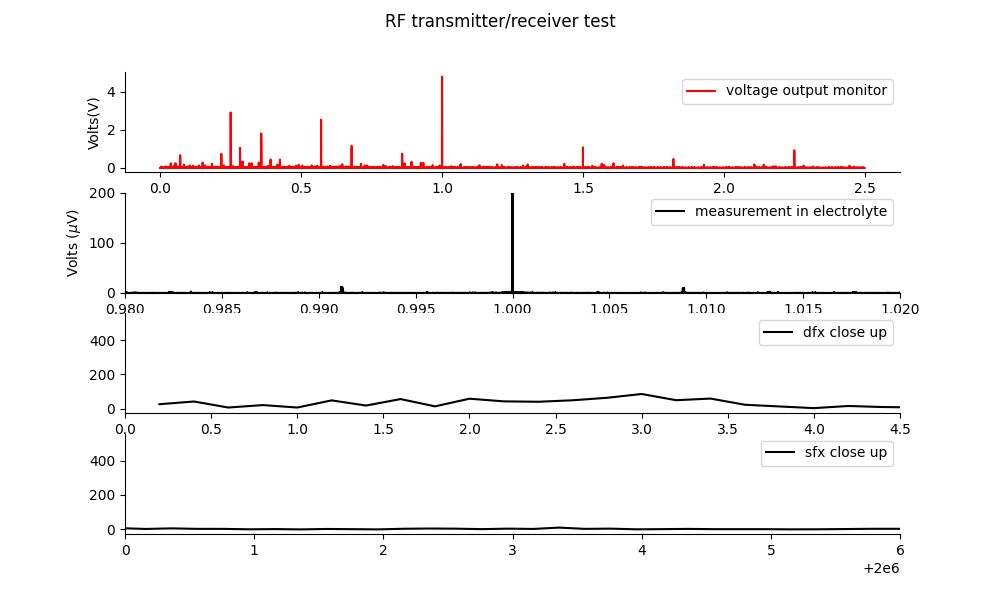 RF transmitter/receiver test
Volts(V)
4
2
0
voltage output monitor
0.0 0.5 1.0 1.5 2.0 2.5
Volts (μV)
200
100
0
measurement in electrolyte
0.980 0.985 0.990 0.995 1.000 1.005 1.010 1.015 1.020
400
200
0
dfx close up
0.0 0.5 1.0 1.5 2.0 2.5 3.0 3.5 4.0 4.5
400
200
0
sfx close up
0 1 2 3 4 5 6
+2e6